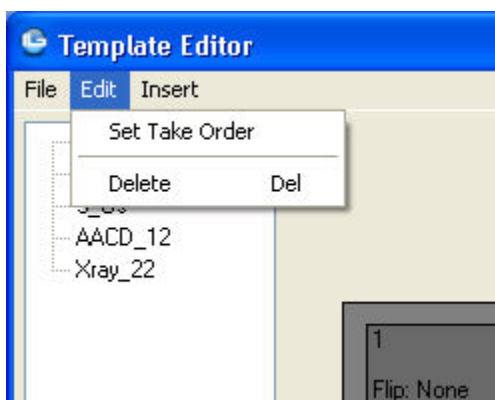 Template Editor
File Edit Insert
Set Take Order
Delete Del
AACD_12
Xray_22
1
Flip: None